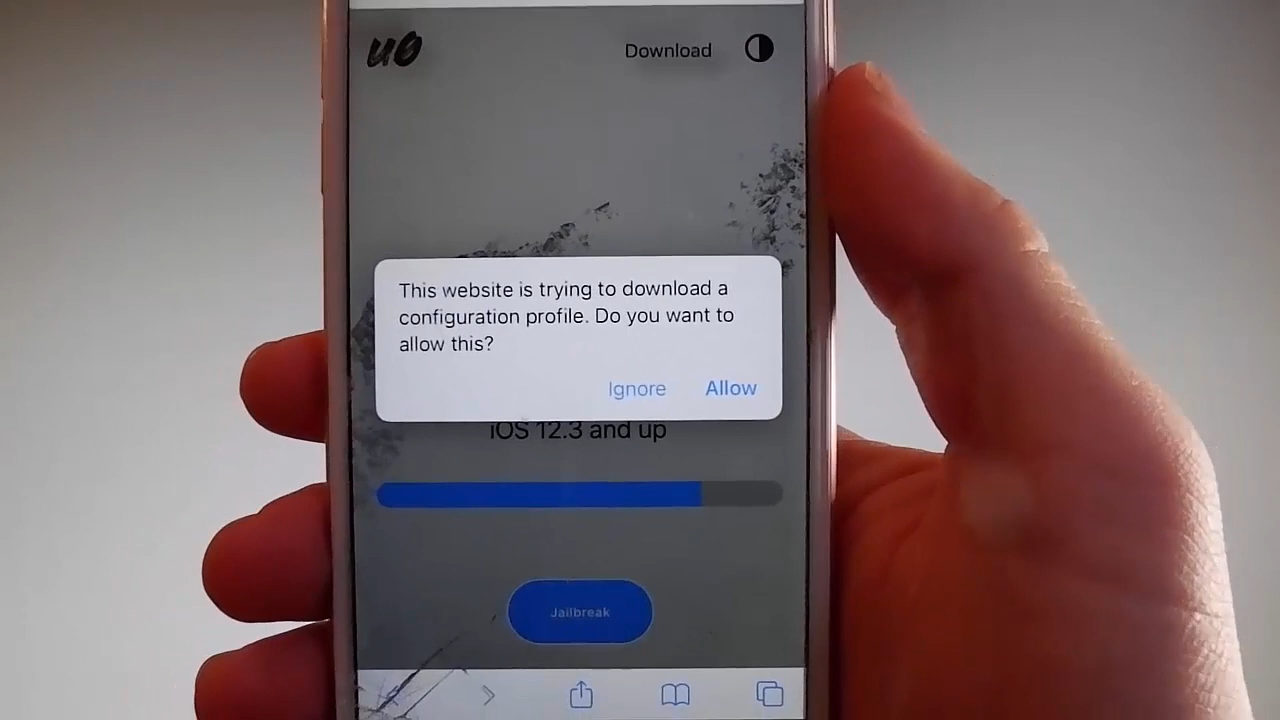 u0
Download
This website is trying to download a
configuration profile. Do you want to
allow this?
Ignore Allow
iOS 12.3 and up
Jailbreak